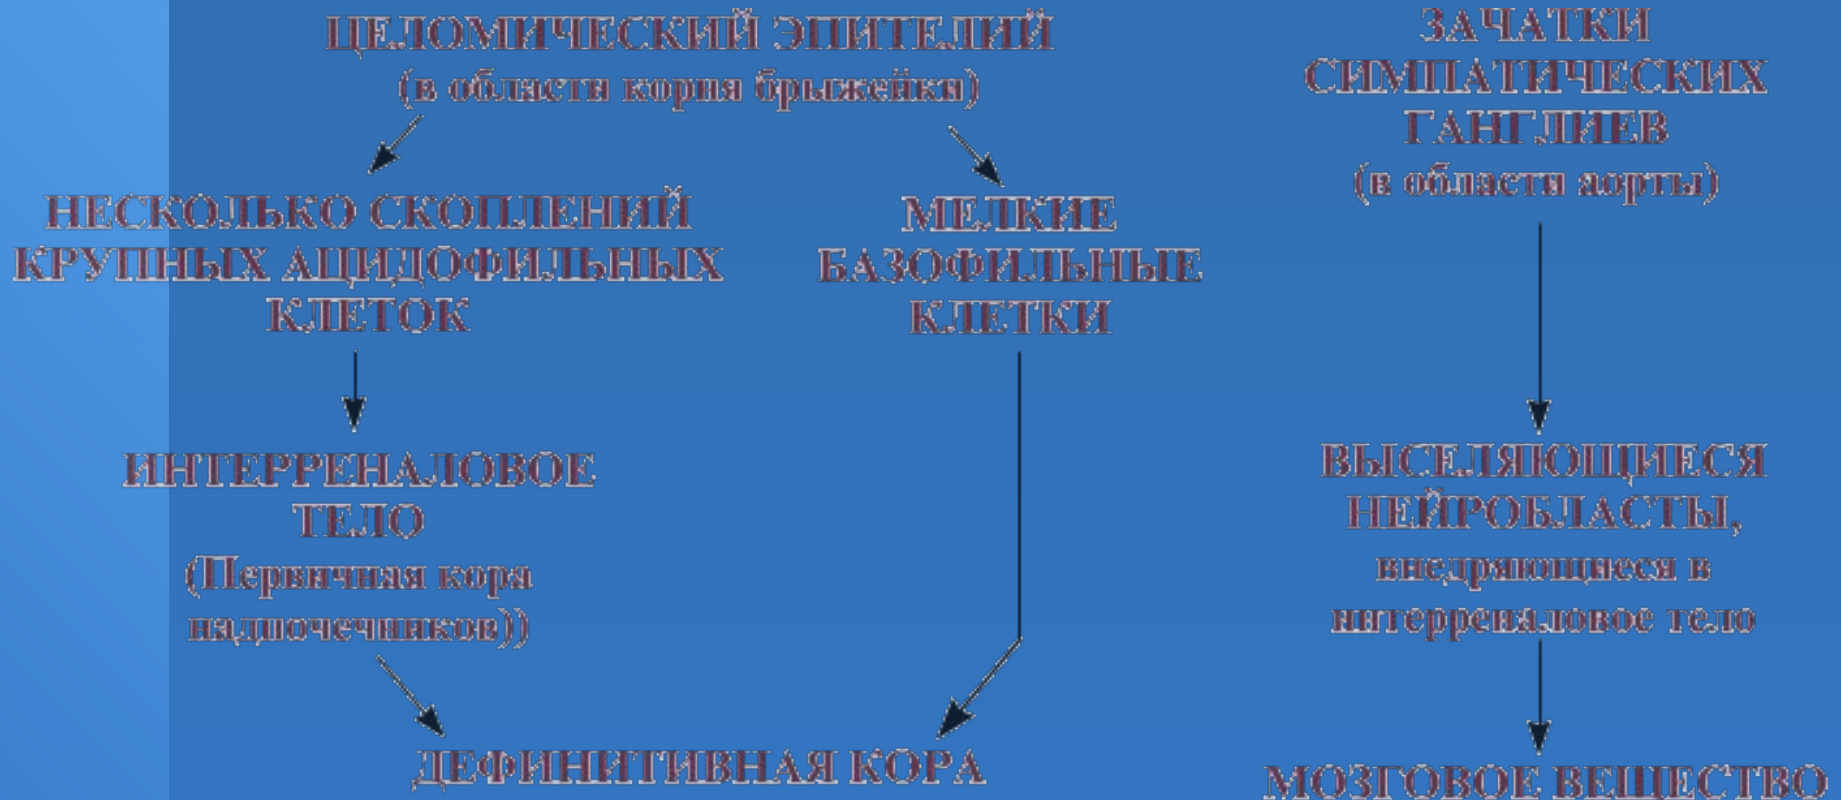 ЦЕЛОМИЧЕСКИЙ ЭПИТЕЛИЙ
(в области корня брыжейки)
НЕСКОЛЬКО СКОПЛЕНИЙ
КРУПНЫХ АЦИДОФИЛЬНЫХ
КЛЕТОК
ИНТЕРРЕНАЛОВОЕ
ТЕЛО
(Первичная кора
надпочечников))
МЕЛКИЕ
БАЗОФИЛЬНЫЕ
КЛЕТКИ
ДЕФИНИТИВНАЯ КОРА
ЗАЧАТКИ
СИМПАТИЧЕСКИХ
ГАНГЛИЕВ
(в области аорты)
ВЫСЕЛЯЮЩИЕСЯ
НЕЙРОБЛАСТЫ,
внедряющиеся в
интерреналовое тело
МОЗГОВОЕ ВЕЩЕСТВО